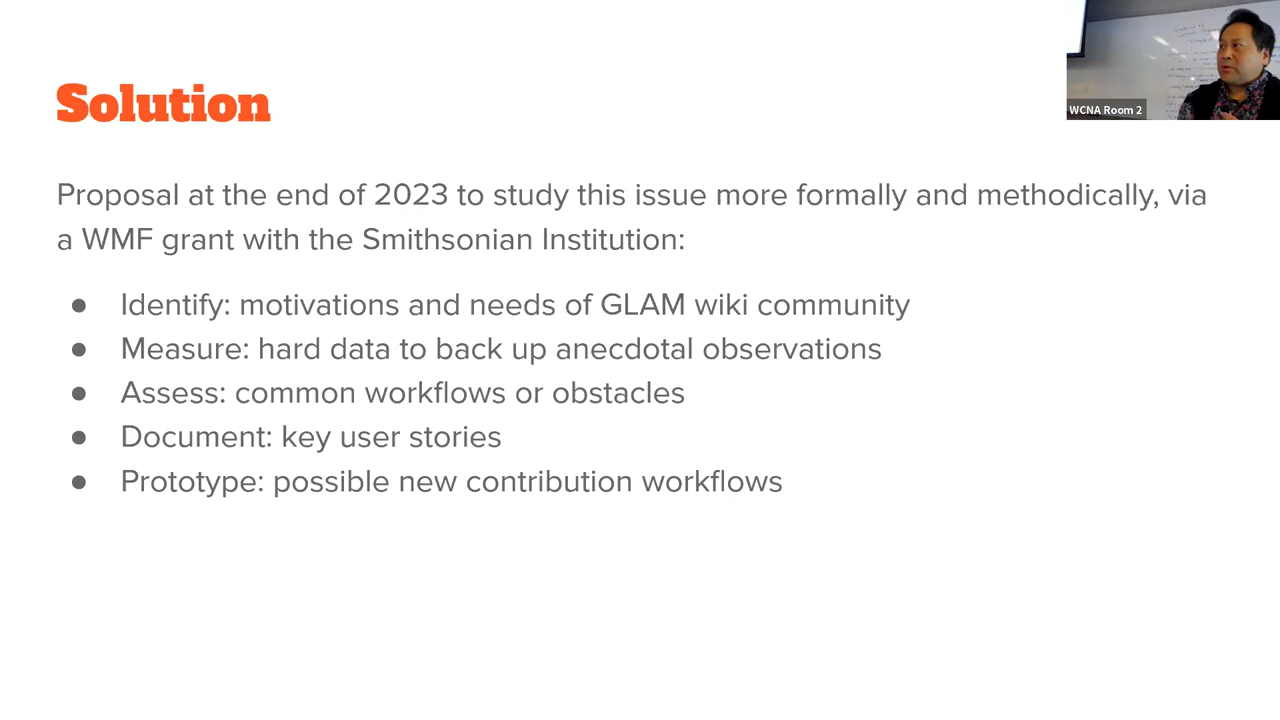 Solution
Proposal at the end of 2023 to study this issue more formally and methodically, via
a WMF grant with the Smithsonian Institution:
● Identify: motivations and needs of GLAM wiki community
● Measure: hard data to back up anecdotal observations
● Assess: common workflows or obstacles
● Document: key user stories
● Prototype: possible new contribution workflows
WCNA Room 2